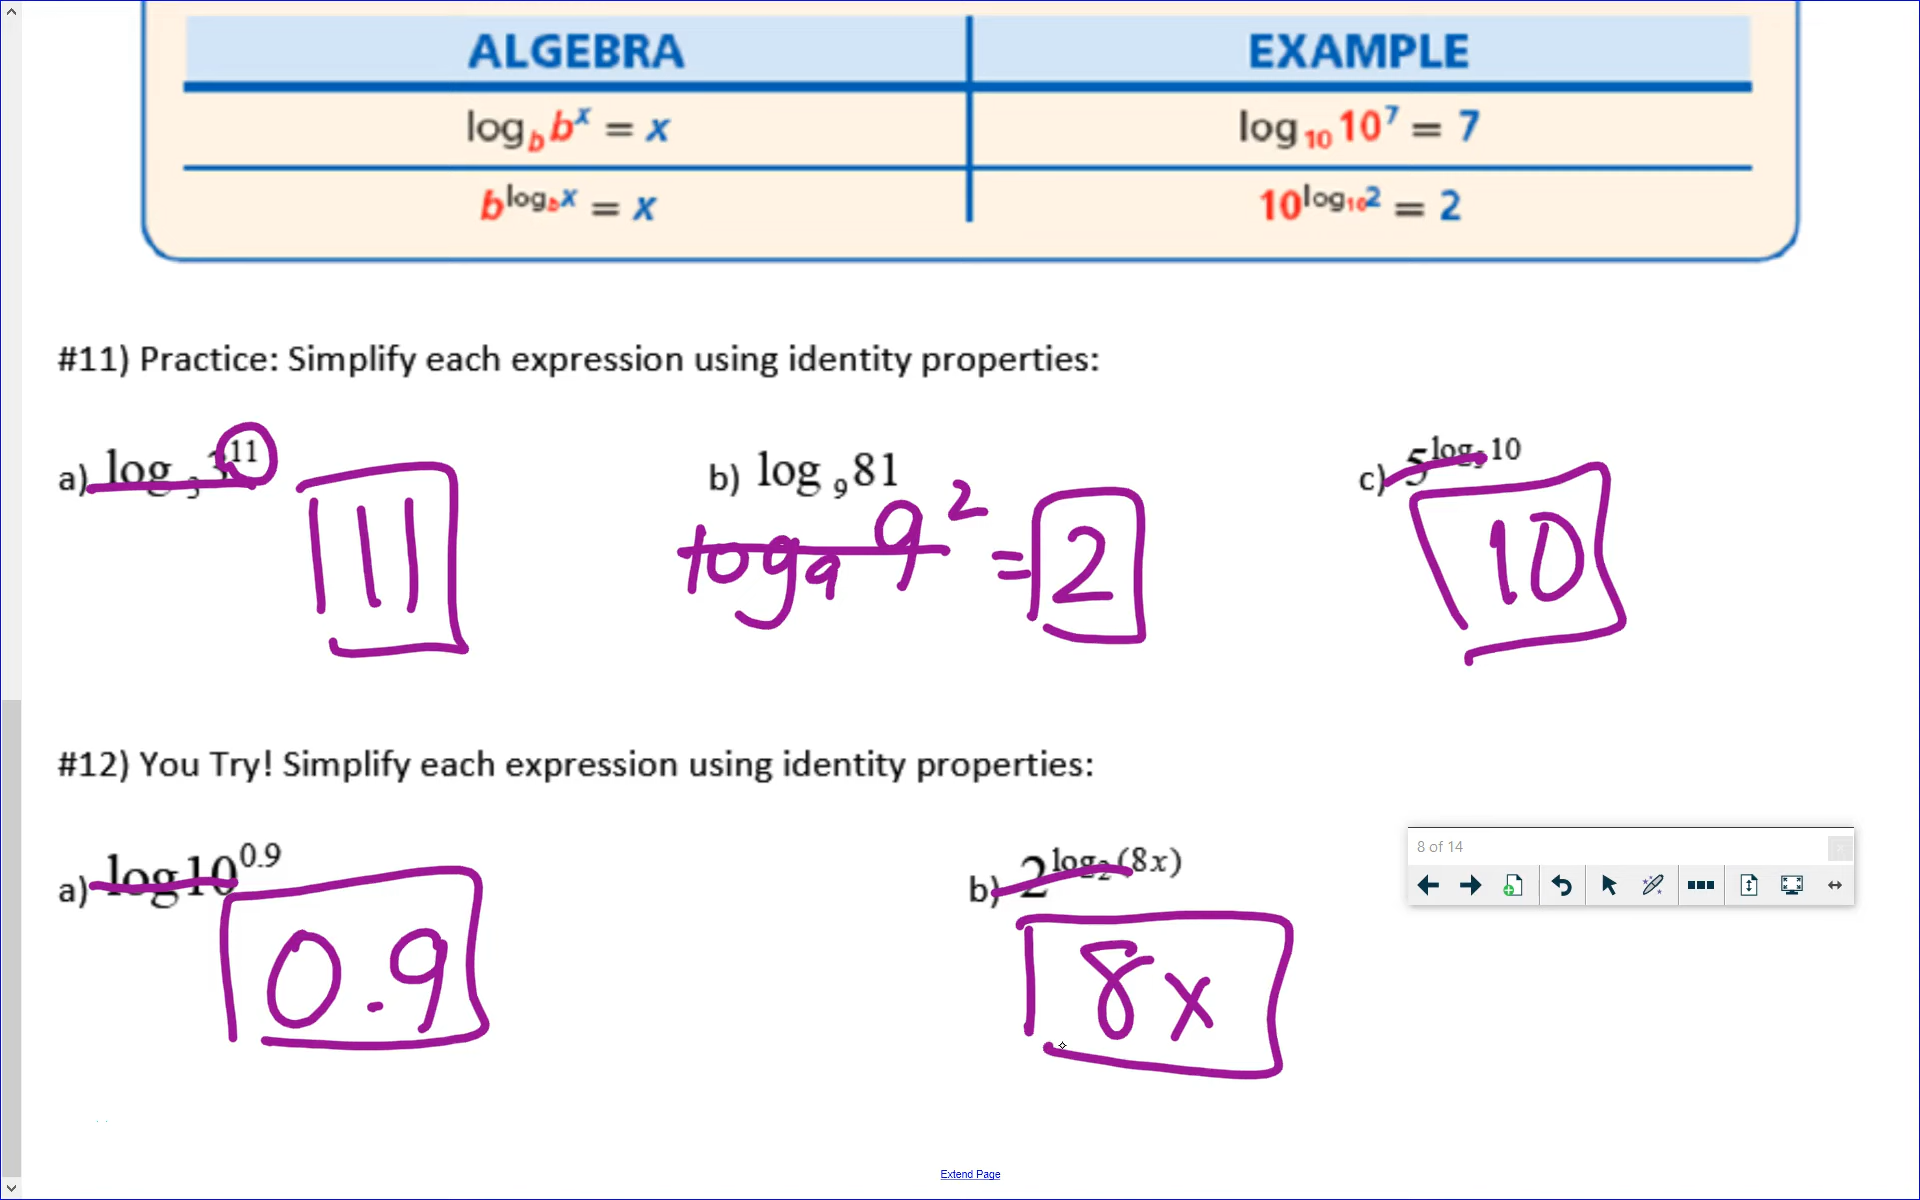 ALGEBRA EXAMPLE
log_b b^x = x log_10 10^7 = 7
b^(log_b x) = x 10^(log_10 2) = 2
#11) Practice: Simplify each expression using identity properties:
a) log_3 3^11 b) log_9 81 c) 5^(log_5 10)
11 log_9 9^2 = 2 10
#12) You Try! Simplify each expression using identity properties:
a) log10^0.9 b) 2^(log_2 (8x))
0.9 8x
8 of 14
Extend Page